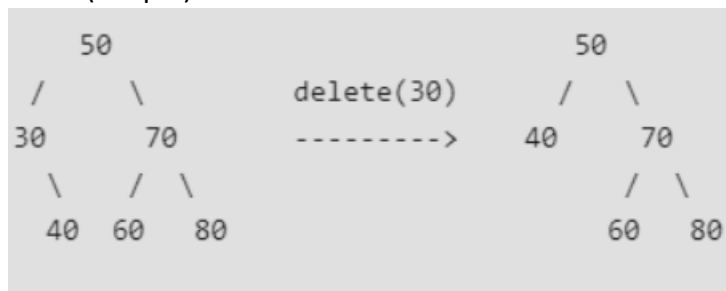 50 50
/ \ delete(30) / \
30 70 ---------> 40 70
\ / \ / \
40 60 80 60 80